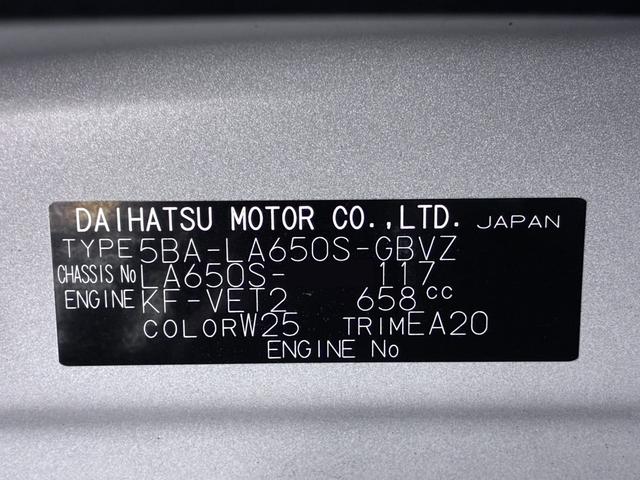 DAIHATSU MOTOR CO.,LTD. JAPAN
TYPE 5BA-LA650S-GBVZ
CHASSIS No LA650S- 117
ENGINE KF-VET2 658cc
COLOR W25 TRIM EA20
ENGINE No